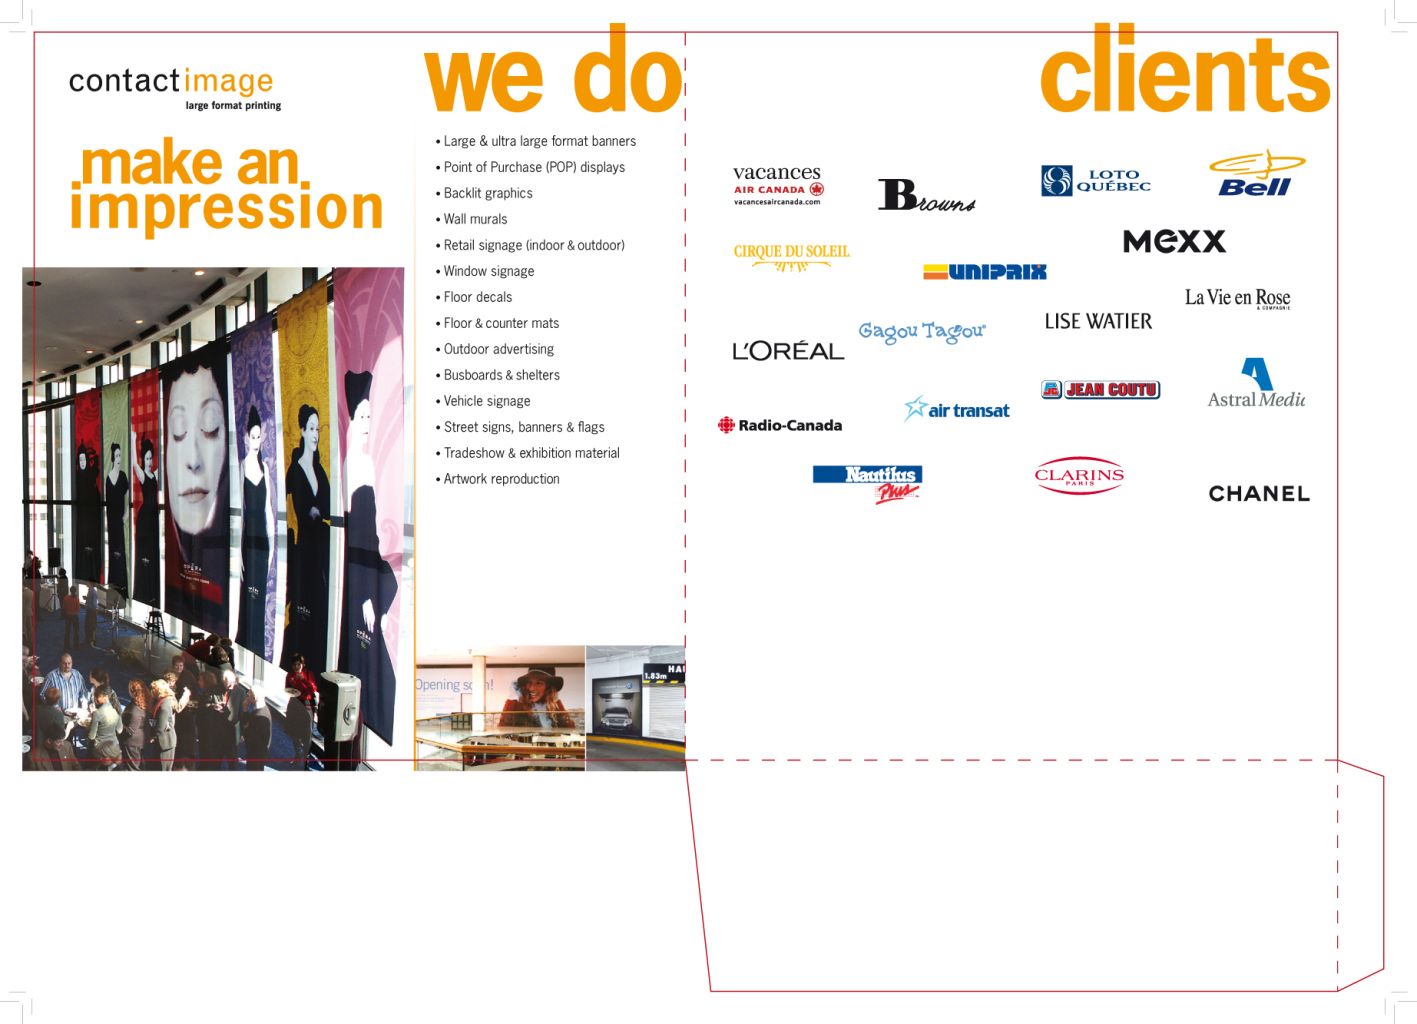 contactimage
large format printing
make an
impression
we do
• Large & ultra large format banners
• Point of Purchase (POP) displays
• Backlit graphics
• Wall murals
• Retail signage (indoor & outdoor)
• Window signage
• Floor decals
• Floor & counter mats
• Outdoor advertising
• Busboards & shelters
• Vehicle signage
• Street signs, banners & flags
• Tradeshow & exhibition material
• Artwork reproduction
Opening soon!
1.83m
clients
vacances
AIR CANADA
vacancesaircanada.com
Browns
LOTO
QUÉBEC
Bell
CIRQUE DU SOLEIL
UNIPRIX
MEXX
La Vie en Rose
& COMPAGNIE
L'ORÉAL
Gagou Tagou
LISE WATIER
Radio-Canada
air transat
JEAN COUTU
Astral Media
Nautilus
Plus
CLARINS
PARIS
CHANEL